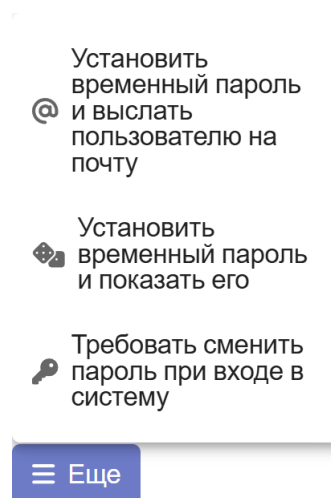 Установить
временный пароль
и выслать
пользователю на
почту
Установить
временный пароль
и показать его
Требовать сменить
пароль при входе в
систему
Еще